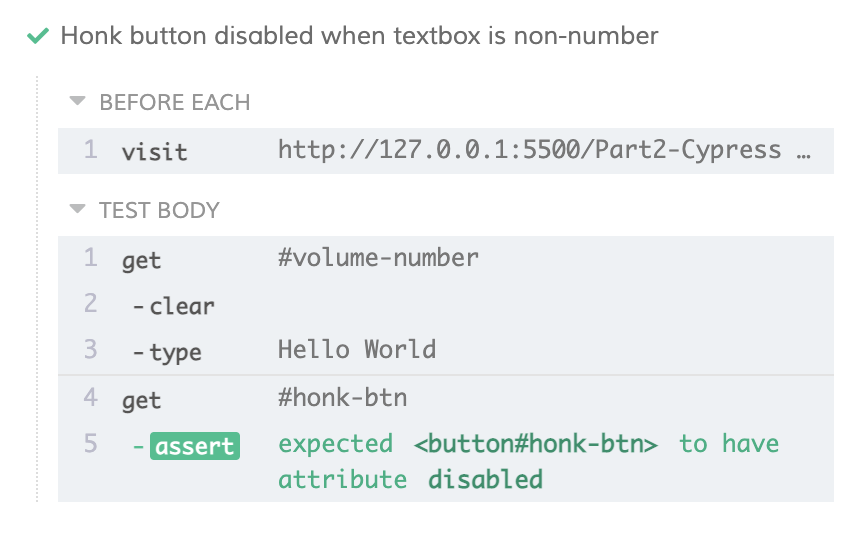 Honk button disabled when textbox is non-number
BEFORE EACH
1 visit http://127.0.0.1:5500/Part2-Cypress …
TEST BODY
1 get #volume-number
2 -clear
3 -type Hello World
4 get #honk-btn
5 -assert expected <button#honk-btn> to have
attribute disabled